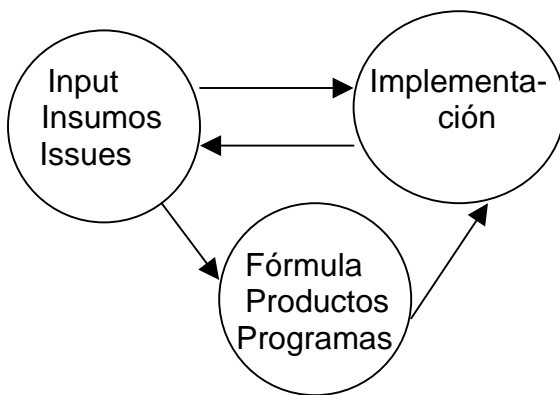 Input
Insumos
Issues
Implementa-
ción
Fórmula
Productos
Programas